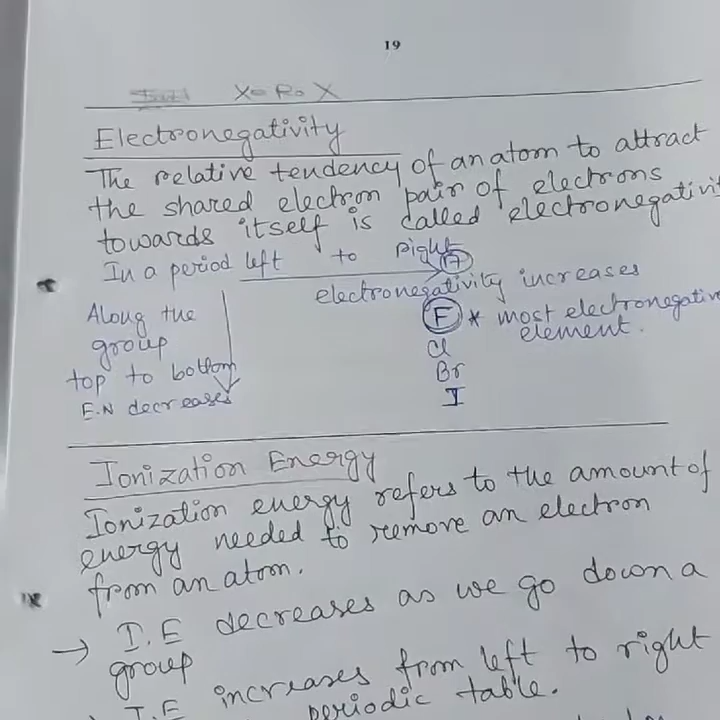 19
X-Ro X
Electronegativity
The relative tendency of an atom to attract
the shared electron pair of electrons
towards itself is called electronegativit
In a period left to right
electronegativity increases
Along the
group
top to bottom
E.N decreases
F * most electronegative
element.
Cl
Br
I
Ionization Energy
Ionization energy refers to the amount of
energy needed to remove an electron
from an atom.
→ I.E decreases as we go down a
group
I.E increases from left to right
periodic table.